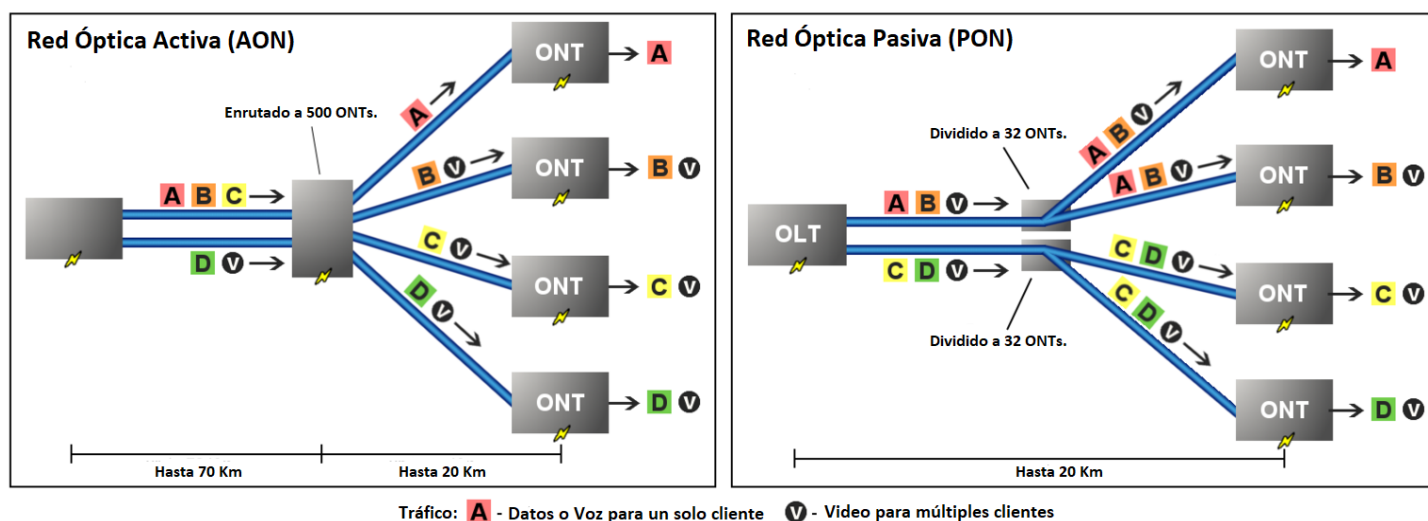 Red Óptica Activa (AON)
Enrutado a 500 ONTs.
A B C
D V
A
B V
C V
D V
ONT
A
ONT
B V
ONT
C V
ONT
D V
Hasta 70 Km
Hasta 20 Km
Red Óptica Pasiva (PON)
Dividido a 32 ONTs.
OLT
A B V
C D V
Dividido a 32 ONTs.
A B V
A B V
C D V
C D V
ONT
A
ONT
B V
ONT
C V
ONT
D V
Hasta 20 Km
Tráfico: A - Datos o Voz para un solo cliente V - Video para múltiples clientes